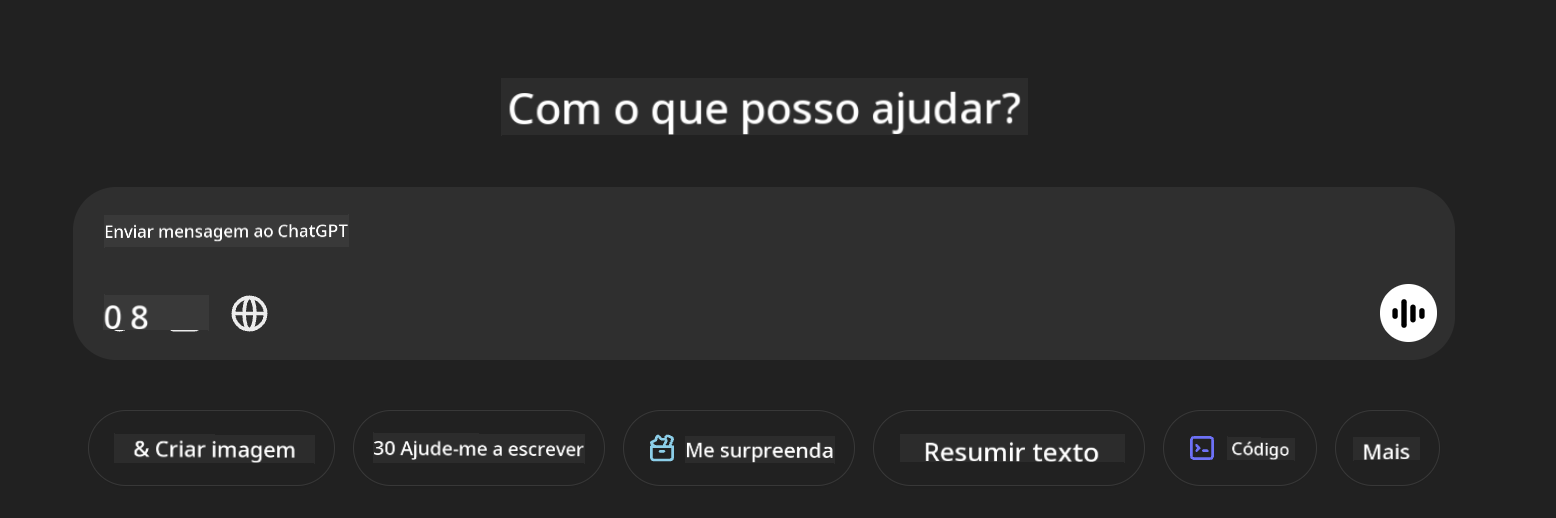 Com o que posso ajudar?
Enviar mensagem ao ChatGPT
0 8
& Criar imagem
30 Ajude-me a escrever
Me surpreenda
Resumir texto
Código
Mais